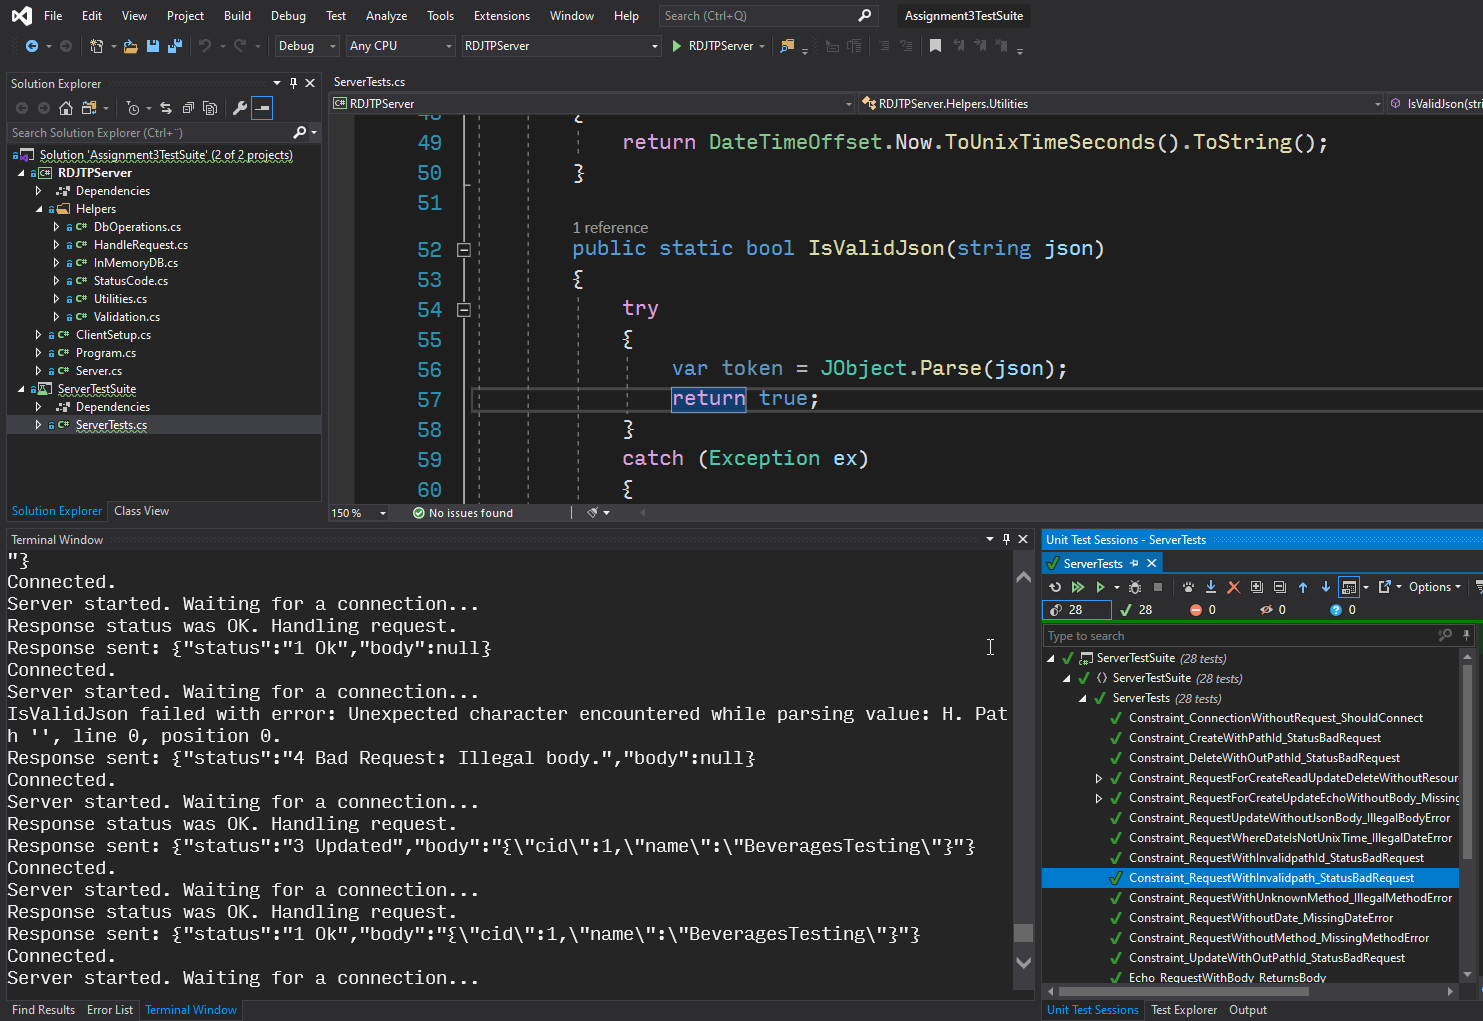 File Edit View Project Build Debug Test Analyze Tools Extensions Window Help Search (Ctrl+Q) Assignment3TestSuite
Debug Any CPU RDJTPServer RDJTPServer
Solution Explorer
Search Solution Explorer (Ctrl+¨)
Solution 'Assignment3TestSuite' (2 of 2 projects)
RDJTPServer
Dependencies
Helpers
C# DbOperations.cs
C# HandleRequest.cs
C# InMemoryDB.cs
C# StatusCode.cs
C# Utilities.cs
C# Validation.cs
C# ClientSetup.cs
C# Program.cs
C# Server.cs
ServerTestSuite
Dependencies
C# ServerTests.cs
Solution Explorer Class View
ServerTests.cs
C# RDJTPServer RDJTPServer.Helpers.Utilities IsValidJson(stri
48 {
49 return DateTimeOffset.Now.ToUnixTimeSeconds().ToString();
50 }
51
1 reference
52 public static bool IsValidJson(string json)
53 {
54 try
55 {
56 var token = JObject.Parse(json);
57 return true;
58 }
59 catch (Exception ex)
60 {
150 % No issues found
Terminal Window
"}
Connected.
Server started. Waiting for a connection...
Response status was OK. Handling request.
Response sent: {"status":"1 Ok","body":null}
Connected.
Server started. Waiting for a connection...
IsValidJson failed with error: Unexpected character encountered while parsing value: H. Pat
h '', line 0, position 0.
Response sent: {"status":"4 Bad Request: Illegal body.","body":null}
Connected.
Server started. Waiting for a connection...
Response status was OK. Handling request.
Response sent: {"status":"3 Updated","body":"{\"cid\":1,\"name\":\"BeveragesTesting\"}"}
Connected.
Server started. Waiting for a connection...
Response status was OK. Handling request.
Response sent: {"status":"1 Ok","body":"{\"cid\":1,\"name\":\"BeveragesTesting\"}"}
Connected.
Server started. Waiting for a connection...
Find Results Error List Terminal Window
Unit Test Sessions - ServerTests
ServerTests
Options
28 28 0 0 0
Type to search
ServerTestSuite (28 tests)
ServerTestSuite (28 tests)
ServerTests (28 tests)
Constraint_ConnectionWithoutRequest_ShouldConnect
Constraint_CreateWithPathId_StatusBadRequest
Constraint_DeleteWithOutPathId_StatusBadRequest
Constraint_RequestForCreateReadUpdateDeleteWithoutResour
Constraint_RequestForCreateUpdateEchoWithoutBody_Missing
Constraint_RequestUpdateWithoutJsonBody_IllegalBodyError
Constraint_RequestWhereDateIsNotUnixTime_IllegalDateError
Constraint_RequestWithInvalidpathId_StatusBadRequest
Constraint_RequestWithInvalidpath_StatusBadRequest
Constraint_RequestWithUnknownMethod_IllegalMethodError
Constraint_RequestWithoutDate_MissingDateError
Constraint_RequestWithoutMethod_MissingMethodError
Constraint_UpdateWithOutPathId_StatusBadRequest
Echo_RequestWithBody_ReturnsBody
Unit Test Sessions Test Explorer Output